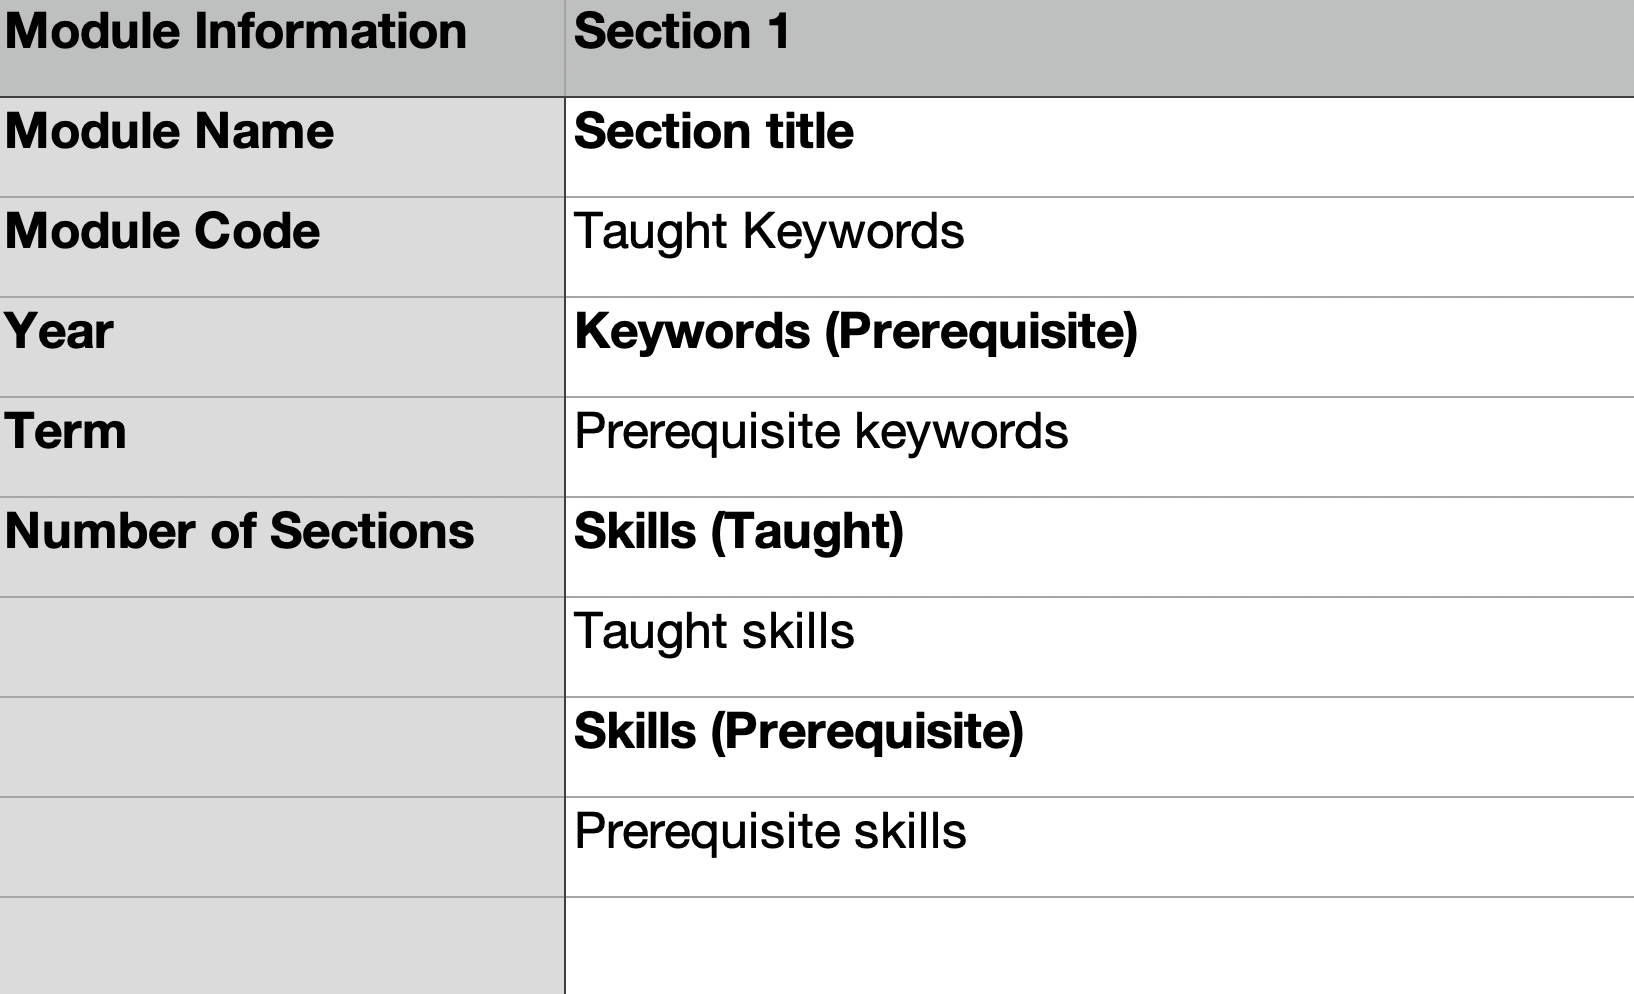 Module Information Section 1
Module Name Section title
Module Code Taught Keywords
Year Keywords (Prerequisite)
Term Prerequisite keywords
Number of Sections Skills (Taught)
Taught skills
Skills (Prerequisite)
Prerequisite skills